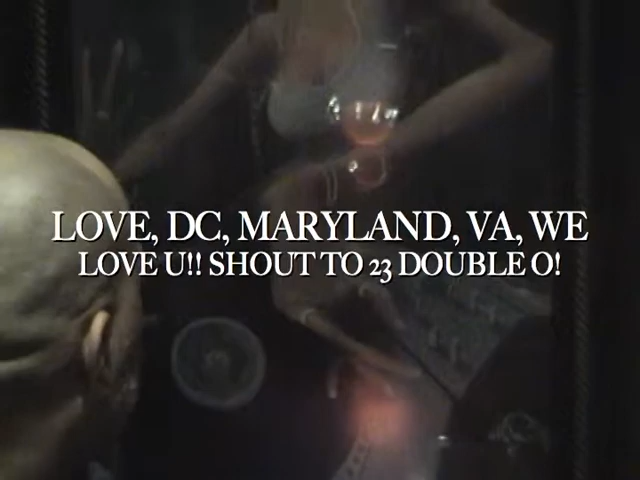 LOVE, DC, MARYLAND, VA, WE
LOVE U!! SHOUT TO 23 DOUBLE O!